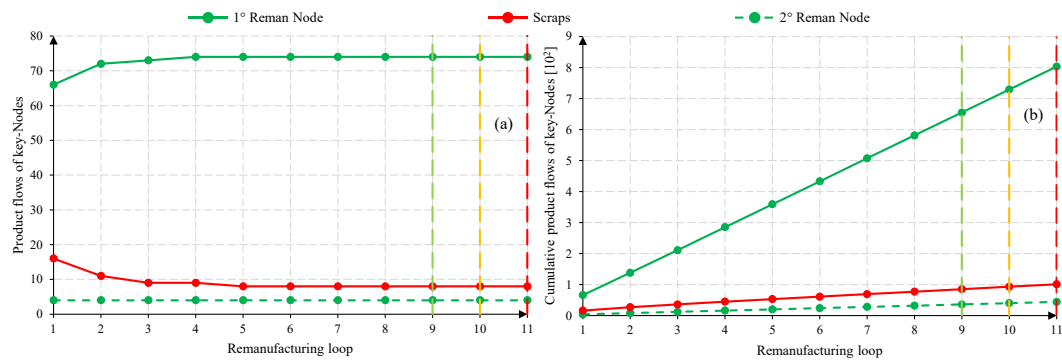 1° Reman Node Scraps 2° Reman Node
Product flows of key-Nodes
80
70
60
50
40
30
20
10
0
(a)
1 2 3 4 5 6 7 8 9 10 11
Remanufacturing loop
Cumulative product flows of key-Nodes [10²]
9
8
7
6
5
4
3
2
1
0
(b)
1 2 3 4 5 6 7 8 9 10 11
Remanufacturing loop